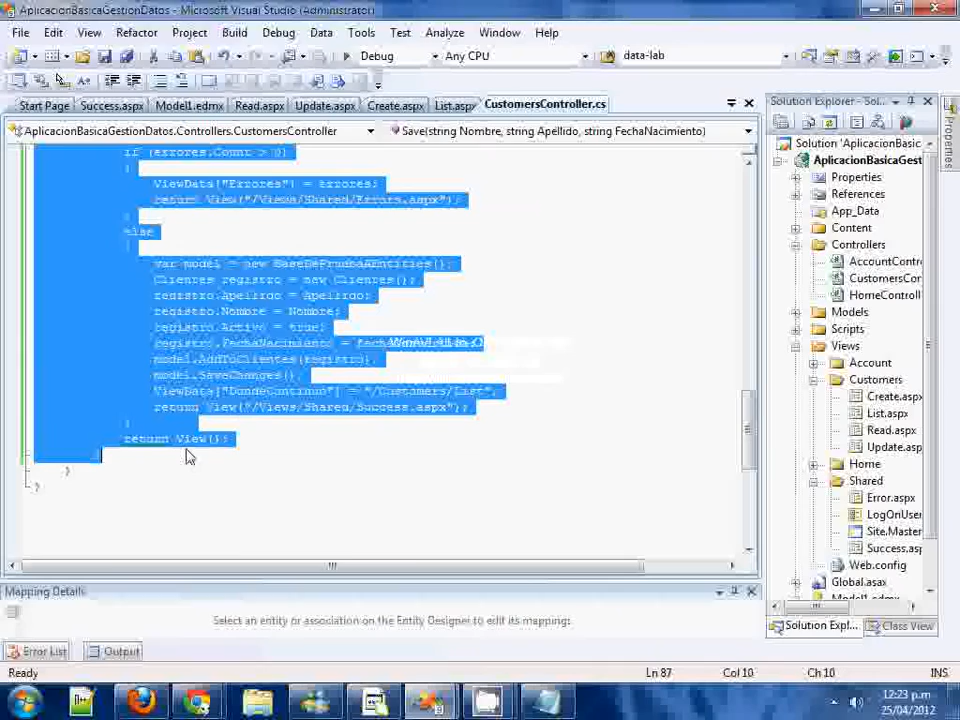 AplicacionBasicaGestionDatos - Microsoft Visual Studio (Administrator)
File Edit View Refactor Project Build Debug Data Tools Test Analyze Window Help
Debug Any CPU data-lab
Start Page Success.aspx Model1.edmx Read.aspx Update.aspx Create.aspx List.aspx CustomersController.cs
AplicacionBasicaGestionDatos.Controllers.CustomersController Save(string Nombre, string Apellido, string FechaNacimiento)
if (errores.Count > 0)
{
ViewData["Errores"] = errores;
return View("/Views/Shared/Errors.aspx");
}
else
{
var model = new BaseDePruebaAEntities();
Clientes registro = new Clientes();
registro.Apellido = Apellido;
registro.Nombre = Nombre;
registro.Activo = true;
registro.FechaNacimiento =
model.AddToClientes(registro);
model.SaveChanges();
ViewData["DondeContinuo"] = "/Customers/List";
return View("/Views/Shared/Success.aspx");
}
return View();
}
}
}
Solution Explorer - Sol...
Solution 'AplicacionBasic
AplicacionBasicaGest
Properties
References
App_Data
Content
Controllers
AccountContr
CustomersCo
HomeControll
Models
Scripts
Views
Account
Customers
Create.aspx
List.aspx
Read.aspx
Update.asp
Home
Shared
Error.aspx
LogOnUser
Site.Master
Success.asp
Web.config
Global.asax
Model1.edmx
Solution Expl... Class View
Properties
Mapping Details
Select an entity or association on the Entity Designer to edit its mappings.
Error List Output
Ready Ln 87 Col 10 Ch 10 INS
12:23 p.m.
25/04/2012